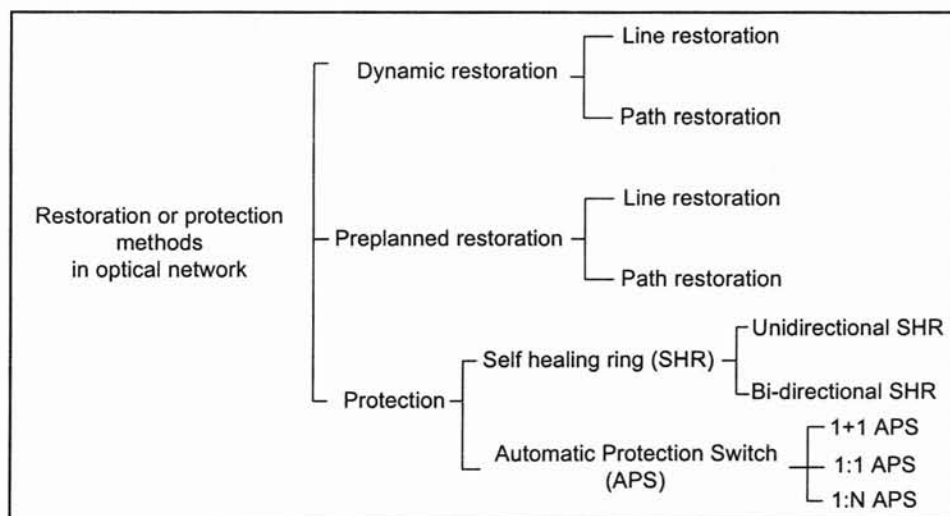 Line restoration
Dynamic restoration
Path restoration
Restoration or protection
methods
in optical network
Line restoration
Preplanned restoration
Path restoration
Unidirectional SHR
Self healing ring (SHR)
Bi-directional SHR
Protection
1+1 APS
Automatic Protection Switch
(APS)
1:1 APS
1:N APS